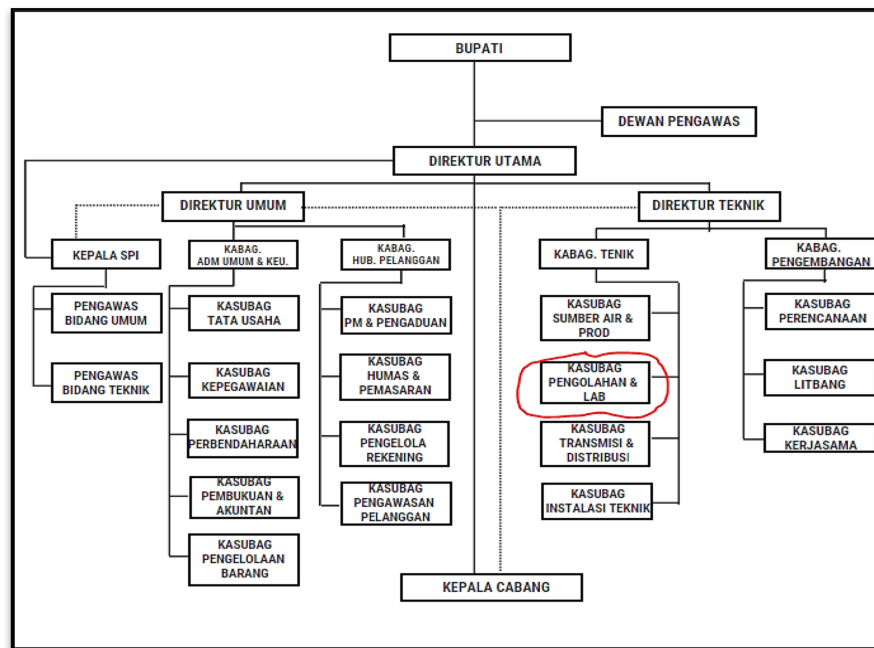 BUPATI
DEWAN PENGAWAS
DIREKTUR UTAMA
DIREKTUR UMUM
DIREKTUR TEKNIK
KEPALA SPI
KABAG.
ADM UMUM & KEU.
KABAG.
HUB. PELANGGAN
KABAG. TENIK
KABAG.
PENGEMBANGAN
PENGAWAS
BIDANG UMUM
PENGAWAS
BIDANG TEKNIK
KASUBAG
TATA USAHA
KASUBAG
KEPEGAWAIAN
KASUBAG
PERBENDAHARAAN
KASUBAG
PEMBUKUAN &
AKUNTAN
KASUBAG
PENGELOLAAN
BARANG
KASUBAG
PM & PENGADUAN
KASUBAG
HUMAS &
PEMASARAN
KASUBAG
PENGELOLA
REKENING
KASUBAG
PENGAWASAN
PELANGGAN
KASUBAG
SUMBER AIR &
PROD
KASUBAG
PENGOLAHAN &
LAB
KASUBAG
TRANSMISI &
DISTRIBUSI
KASUBAG
INSTALASI TEKNIK
KASUBAG
PERENCANAAN
KASUBAG
LITBANG
KASUBAG
KERJASAMA
KEPALA CABANG